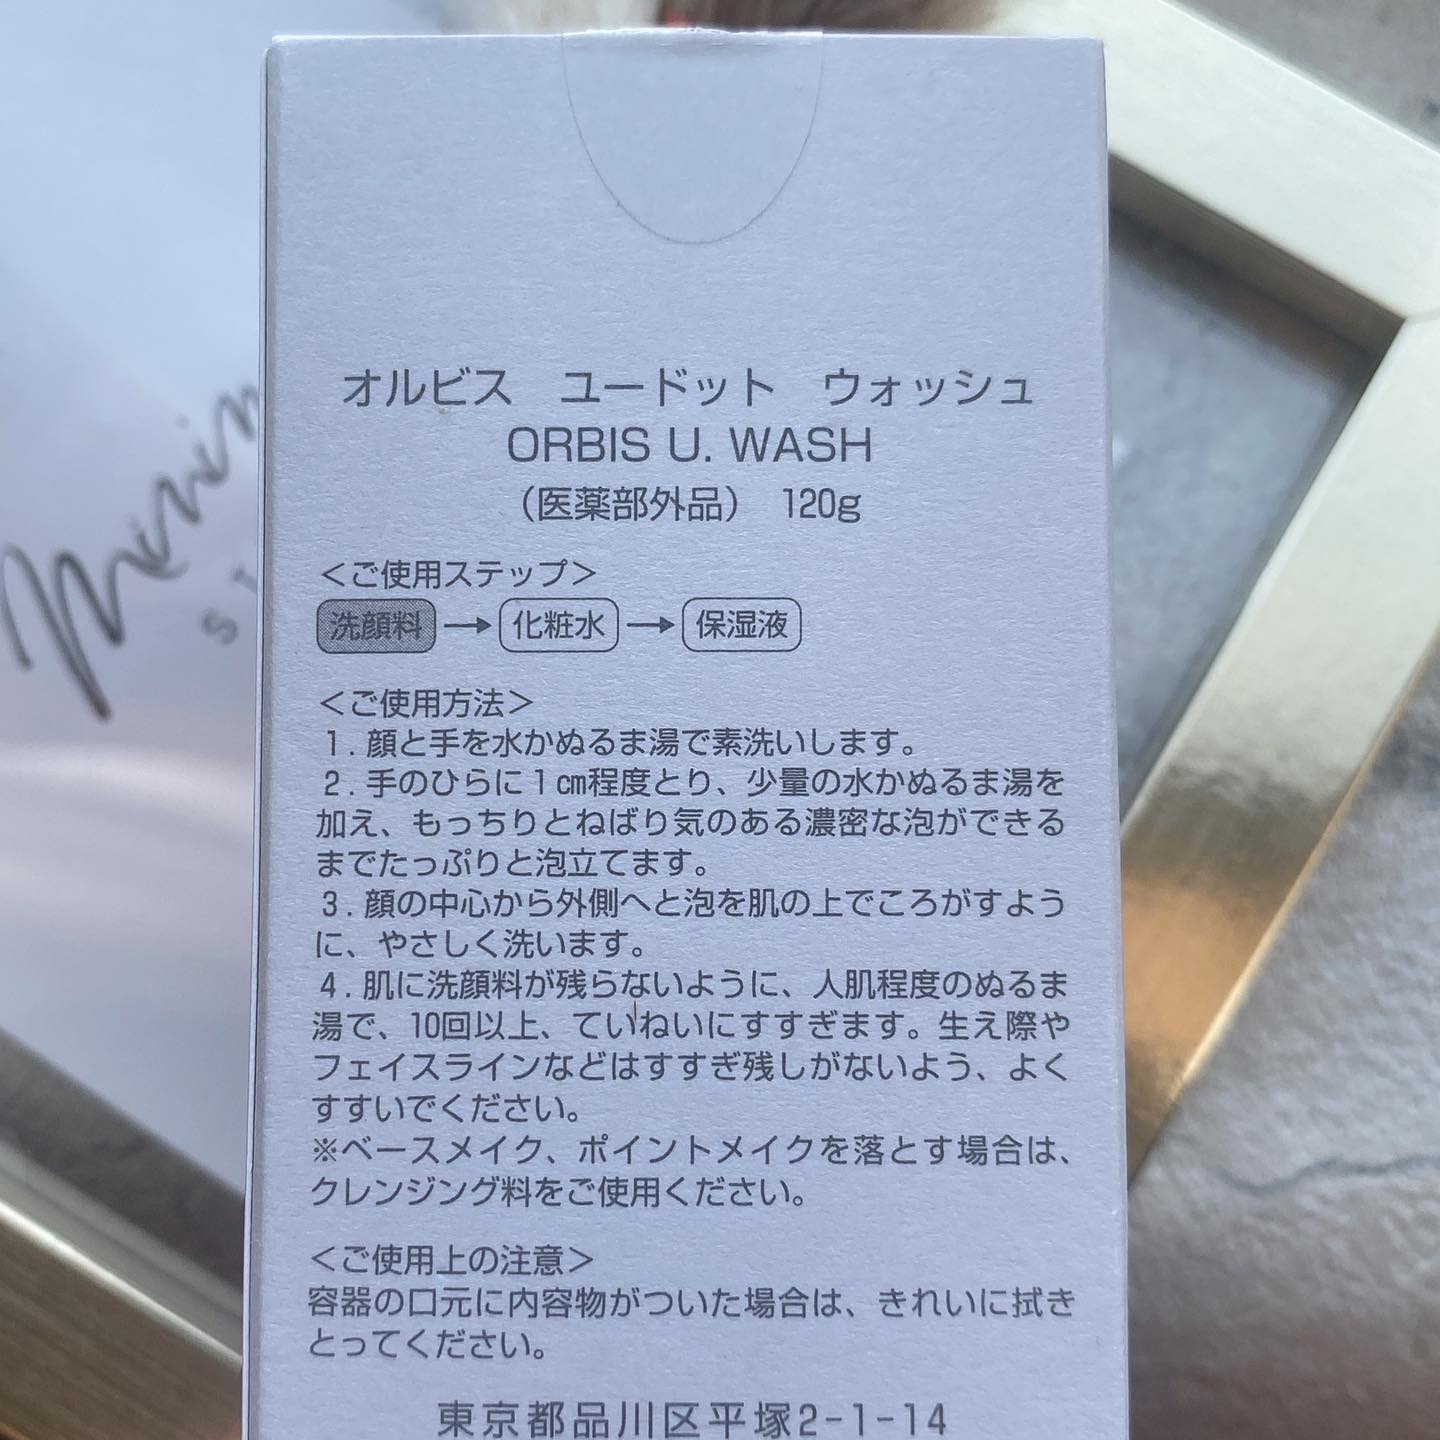 オルビス　ユードット　ウォッシュ
ORBIS U. WASH
（医薬部外品）　120g
＜ご使用ステップ＞
洗顔料→化粧水→保湿液
＜ご使用方法＞
1. 顔と手を水かぬるま湯で素洗いします。
2. 手のひらに1㎝程度とり、少量の水かぬるま湯を
加え、もっちりとねばり気のある濃密な泡ができる
までたっぷりと泡立てます。
3. 顔の中心から外側へと泡を肌の上でころがすよう
に、やさしく洗います。
4. 肌に洗顔料が残らないように、人肌程度のぬるま
湯で、10回以上、ていねいにすすぎます。生え際や
フェイスラインなどはすすぎ残しがないよう、よく
すすいでください。
※ベースメイク、ポイントメイクを落とす場合は、
クレンジング料をご使用ください。
＜ご使用上の注意＞
容器の口元に内容物がついた場合は、きれいに拭き
とってください。
東京都品川区平塚2-1-14